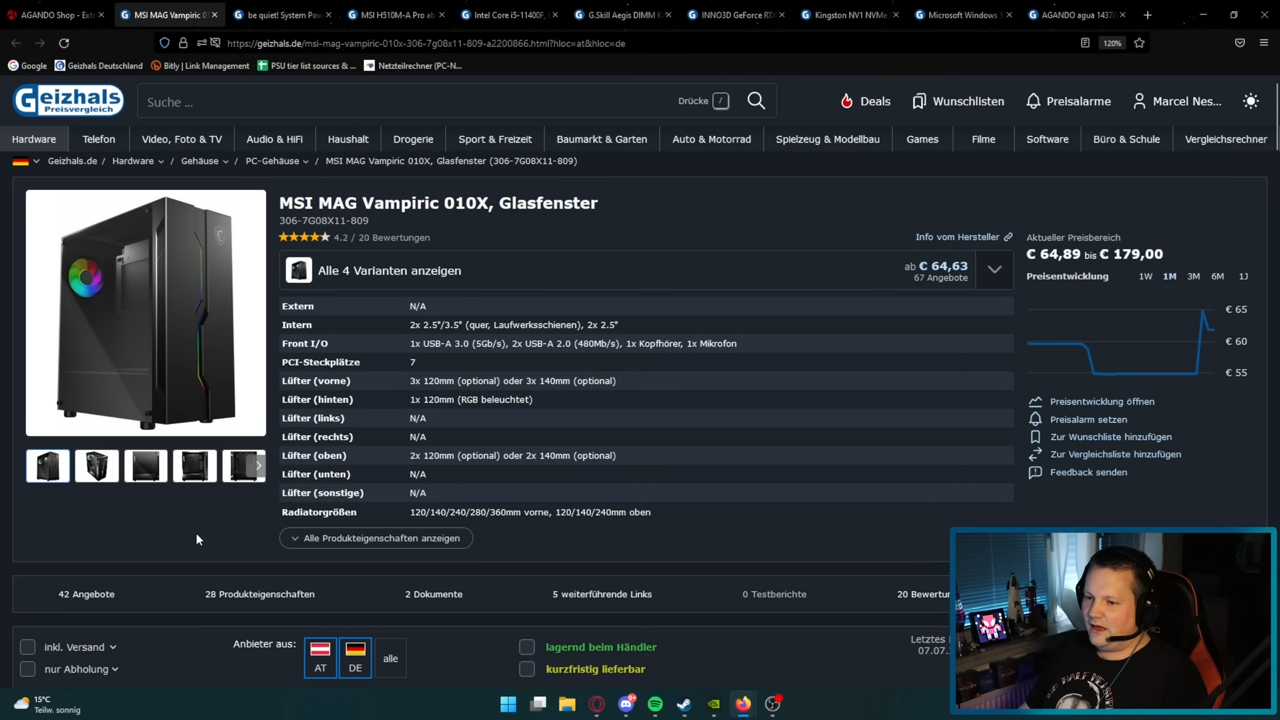 AGANDO Shop - Ext
MSI MAG Vampiric 010
be quiet! System Pow
MSI H510M-A Pro ab
Intel Core i5-11400F,
G.Skill Aegis DIMM K
INNO3D GeForce RT
Kingston NV1 NVMe
Microsoft Windows 1
AGANDO agua 1437
https://geizhals.de/msi-mag-vampiric-010x-306-7g08x11-809-a2200866.html?hloc=at&hloc=de
120%
Google
Geizhals Deutschland
Bitly | Link Management
PSU tier list sources &...
Netzteilrechner (PC-N...
Geizhals
Preisvergleich
Suche ...
Drücke /
Deals
Wunschlisten
Preisalarme
Marcel Nes...
Hardware
Telefon
Video, Foto & TV
Audio & HiFi
Haushalt
Drogerie
Sport & Freizeit
Baumarkt & Garten
Auto & Motorrad
Spielzeug & Modellbau
Games
Filme
Software
Büro & Schule
Vergleichsrechner
Geizhals.de / Hardware / Gehäuse / PC-Gehäuse / MSI MAG Vampiric 010X, Glasfenster (306-7G08X11-809)
MSI MAG Vampiric 010X, Glasfenster
306-7G08X11-809
4.2 / 20 Bewertungen
Info vom Hersteller
Alle 4 Varianten anzeigen
ab € 64,63
67 Angebote
Extern N/A
Intern 2x 2.5"/3.5" (quer, Laufwerksschienen), 2x 2.5"
Front I/O 1x USB-A 3.0 (5Gb/s), 2x USB-A 2.0 (480Mb/s), 1x Kopfhörer, 1x Mikrofon
PCI-Steckplätze 7
Lüfter (vorne) 3x 120mm (optional) oder 3x 140mm (optional)
Lüfter (hinten) 1x 120mm (RGB beleuchtet)
Lüfter (links) N/A
Lüfter (rechts) N/A
Lüfter (oben) 2x 120mm (optional) oder 2x 140mm (optional)
Lüfter (unten) N/A
Lüfter (sonstige) N/A
Radiatorgrößen 120/140/240/280/360mm vorne, 120/140/240mm oben
Alle Produkteigenschaften anzeigen
Aktueller Preisbereich
€ 64,89 bis € 179,00
Preisentwicklung 1W 1M 3M 6M 1J
€ 65
€ 60
€ 55
Preisentwicklung öffnen
Preisalarm setzen
Zur Wunschliste hinzufügen
Zur Vergleichsliste hinzufügen
Feedback senden
42 Angebote
28 Produkteigenschaften
2 Dokumente
5 weiterführende Links
0 Testberichte
20 Bewertun
inkl. Versand
nur Abholung
Anbieter aus:
AT
DE
alle
lagernd beim Händler
kurzfristig lieferbar
Letztes
07.07.
15°C
Teilw. sonnig